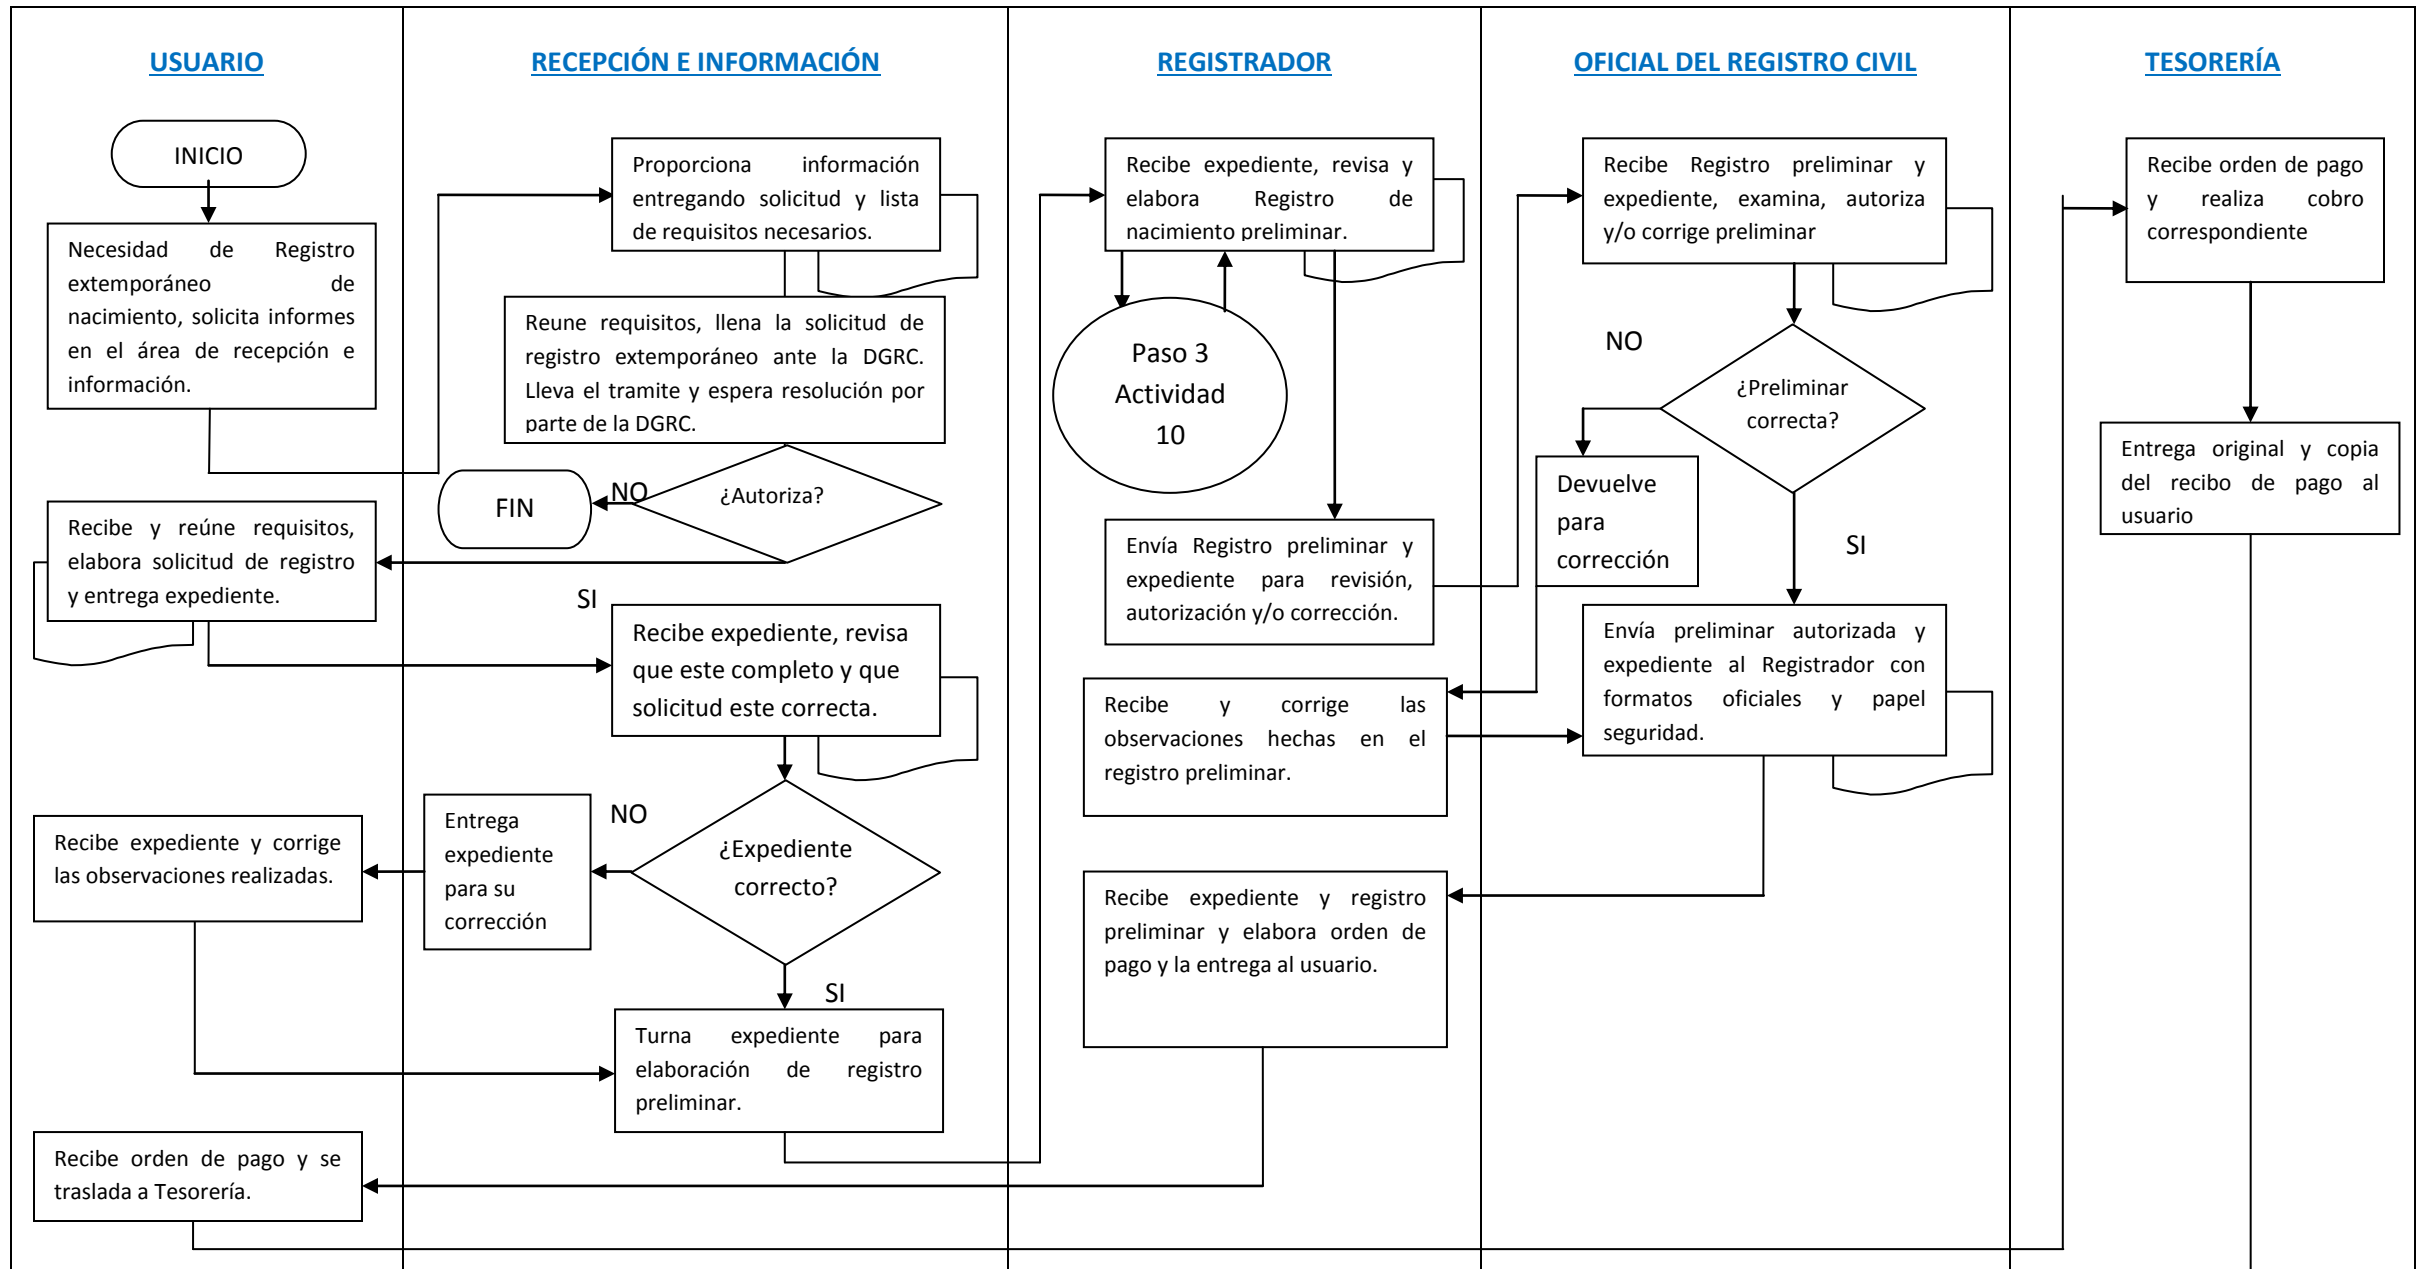 USUARIO
INICIO
Necesidad de Registro
extemporáneo de
nacimiento, solicita informes
en el área de recepción e
información.
Recibe y reúne requisitos,
elabora solicitud de registro
y entrega expediente.
Recibe expediente y corrige
las observaciones realizadas.
Recibe orden de pago y se
traslada a Tesorería.
RECEPCIÓN E INFORMACIÓN
Proporciona información
entregando solicitud y lista
de requisitos necesarios.
Reune requisitos, llena la solicitud de
registro extemporáneo ante la DGRC.
Lleva el tramite y espera resolución por
parte de la DGRC.
¿Autoriza?
NO
FIN
SI
Recibe expediente, revisa
que este completo y que
solicitud este correcta.
¿Expediente
correcto?
NO
Entrega
expediente
para su
corrección
SI
Turna expediente para
elaboración de registro
preliminar.
REGISTRADOR
Recibe expediente, revisa y
elabora Registro de
nacimiento preliminar.
Paso 3
Actividad
10
Envía Registro preliminar y
expediente para revisión,
autorización y/o corrección.
Recibe y corrige las
observaciones hechas en el
registro preliminar.
Recibe expediente y registro
preliminar y elabora orden de
pago y la entrega al usuario.
OFICIAL DEL REGISTRO CIVIL
Recibe Registro preliminar y
expediente, examina, autoriza
y/o corrige preliminar
NO
¿Preliminar
correcta?
Devuelve
para
corrección
SI
Envía preliminar autorizada y
expediente al Registrador con
formatos oficiales y papel
seguridad.
TESORERÍA
Recibe orden de pago
y realiza cobro
correspondiente
Entrega original y copia
del recibo de pago al
usuario